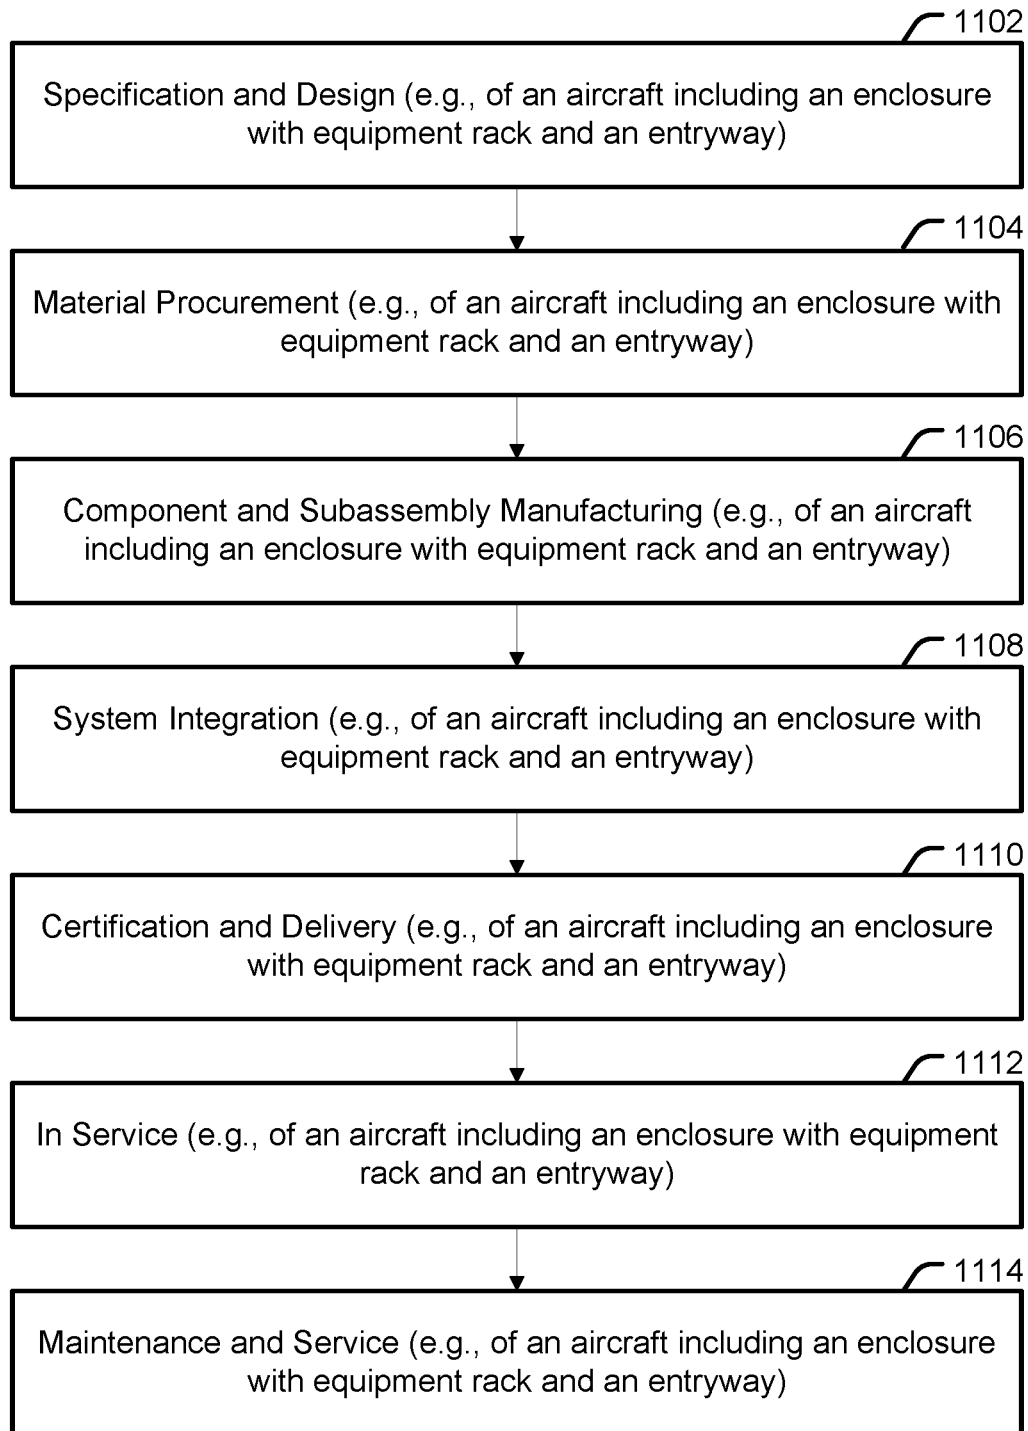 1102
Specification and Design (e.g., of an aircraft including an enclosure
with equipment rack and an entryway)
1104
Material Procurement (e.g., of an aircraft including an enclosure with
equipment rack and an entryway)
1106
Component and Subassembly Manufacturing (e.g., of an aircraft
including an enclosure with equipment rack and an entryway)
1108
System Integration (e.g., of an aircraft including an enclosure with
equipment rack and an entryway)
1110
Certification and Delivery (e.g., of an aircraft including an enclosure
with equipment rack and an entryway)
1112
In Service (e.g., of an aircraft including an enclosure with equipment
rack and an entryway)
1114
Maintenance and Service (e.g., of an aircraft including an enclosure
with equipment rack and an entryway)